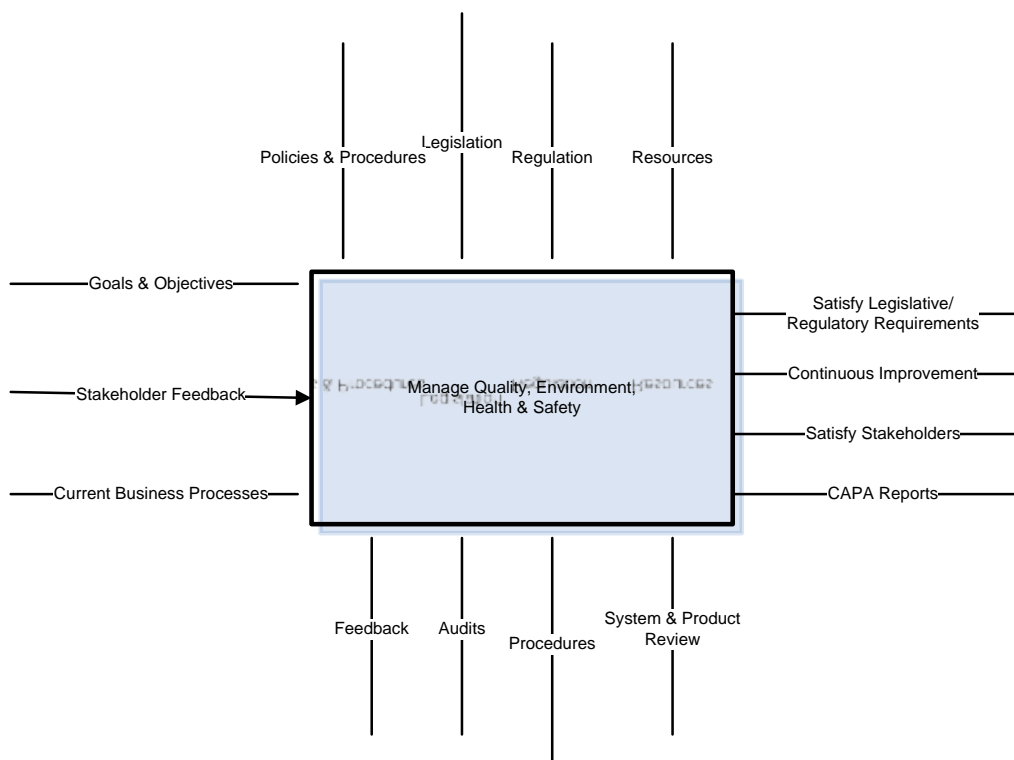 Legislation
Policies & Procedures
Regulation
Resources
Goals & Objectives
Satisfy Legislative/
Regulatory Requirements
Continuous Improvement
Manage Quality, Environment,
Health & Safety
Stakeholder Feedback
Satisfy Stakeholders
Current Business Processes
CAPA Reports
Feedback
Audits
Procedures
System & Product
Review